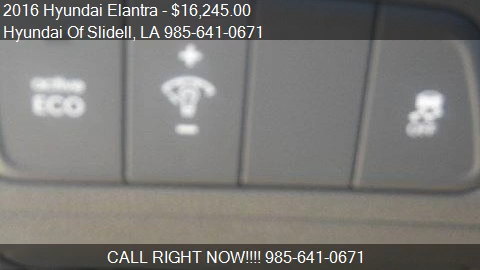 2016 Hyundai Elantra - $16,245.00
Hyundai Of Slidell, LA 985-641-0671
active
ECO
+
-
OFF
CALL RIGHT NOW!!!! 985-641-0671